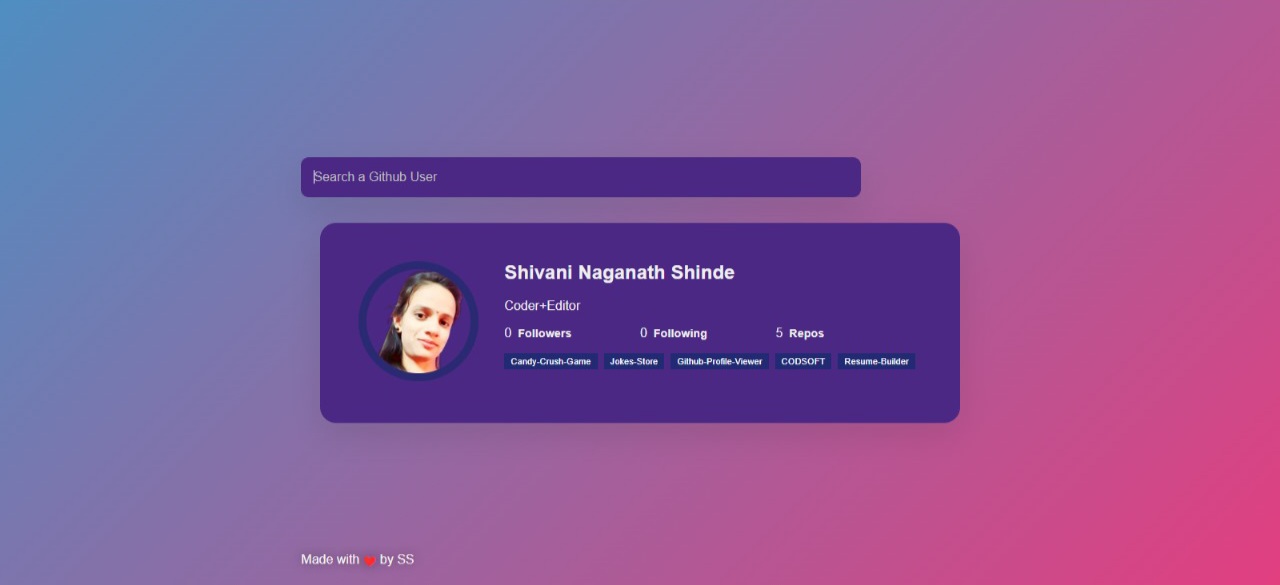 Search a Github User
Shivani Naganath Shinde
Coder+Editor
0 Followers 0 Following 5 Repos
Candy-Crush-Game Jokes-Store Github-Profile-Viewer CODSOFT Resume-Builder
Made with ❤️ by SS